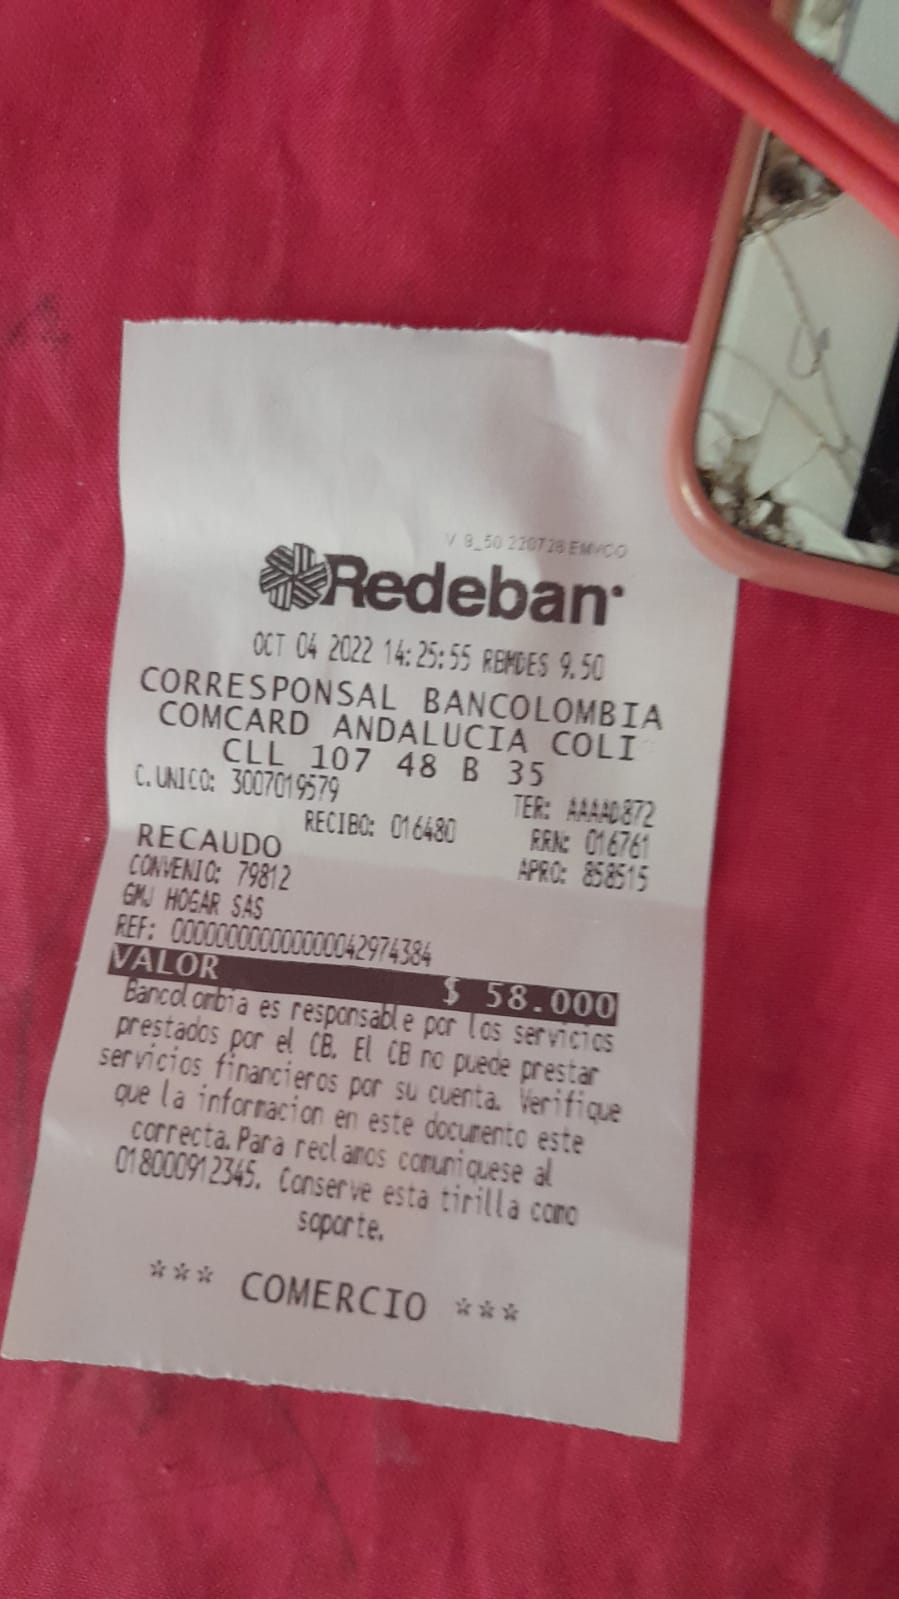 V 9_50 220728 EMVCO
Redeban
OCT 04 2022 14:25:55 RBMDES 9.50
CORRESPONSAL BANCOLOMBIA
COMCARD ANDALUCIA COLI
CLL 107 48 B 35
C.UNICO: 3007019579 TER: AAAAD872
RECIBO: 016480 RRN: 016761
RECAUDO APRO: 858515
CONVENIO: 79812
GMJ HOGAR SAS
REF: 000000000000000042974384
VALOR $ 58.000
Bancolombia es responsable por los servicios
prestados por el CB. El CB no puede prestar
servicios financieros por su cuenta. Verifique
que la informacion en este documento este
correcta.Para reclamos comuniquese al
018000912345. Conserve esta tirilla como
soporte.
*** COMERCIO ***